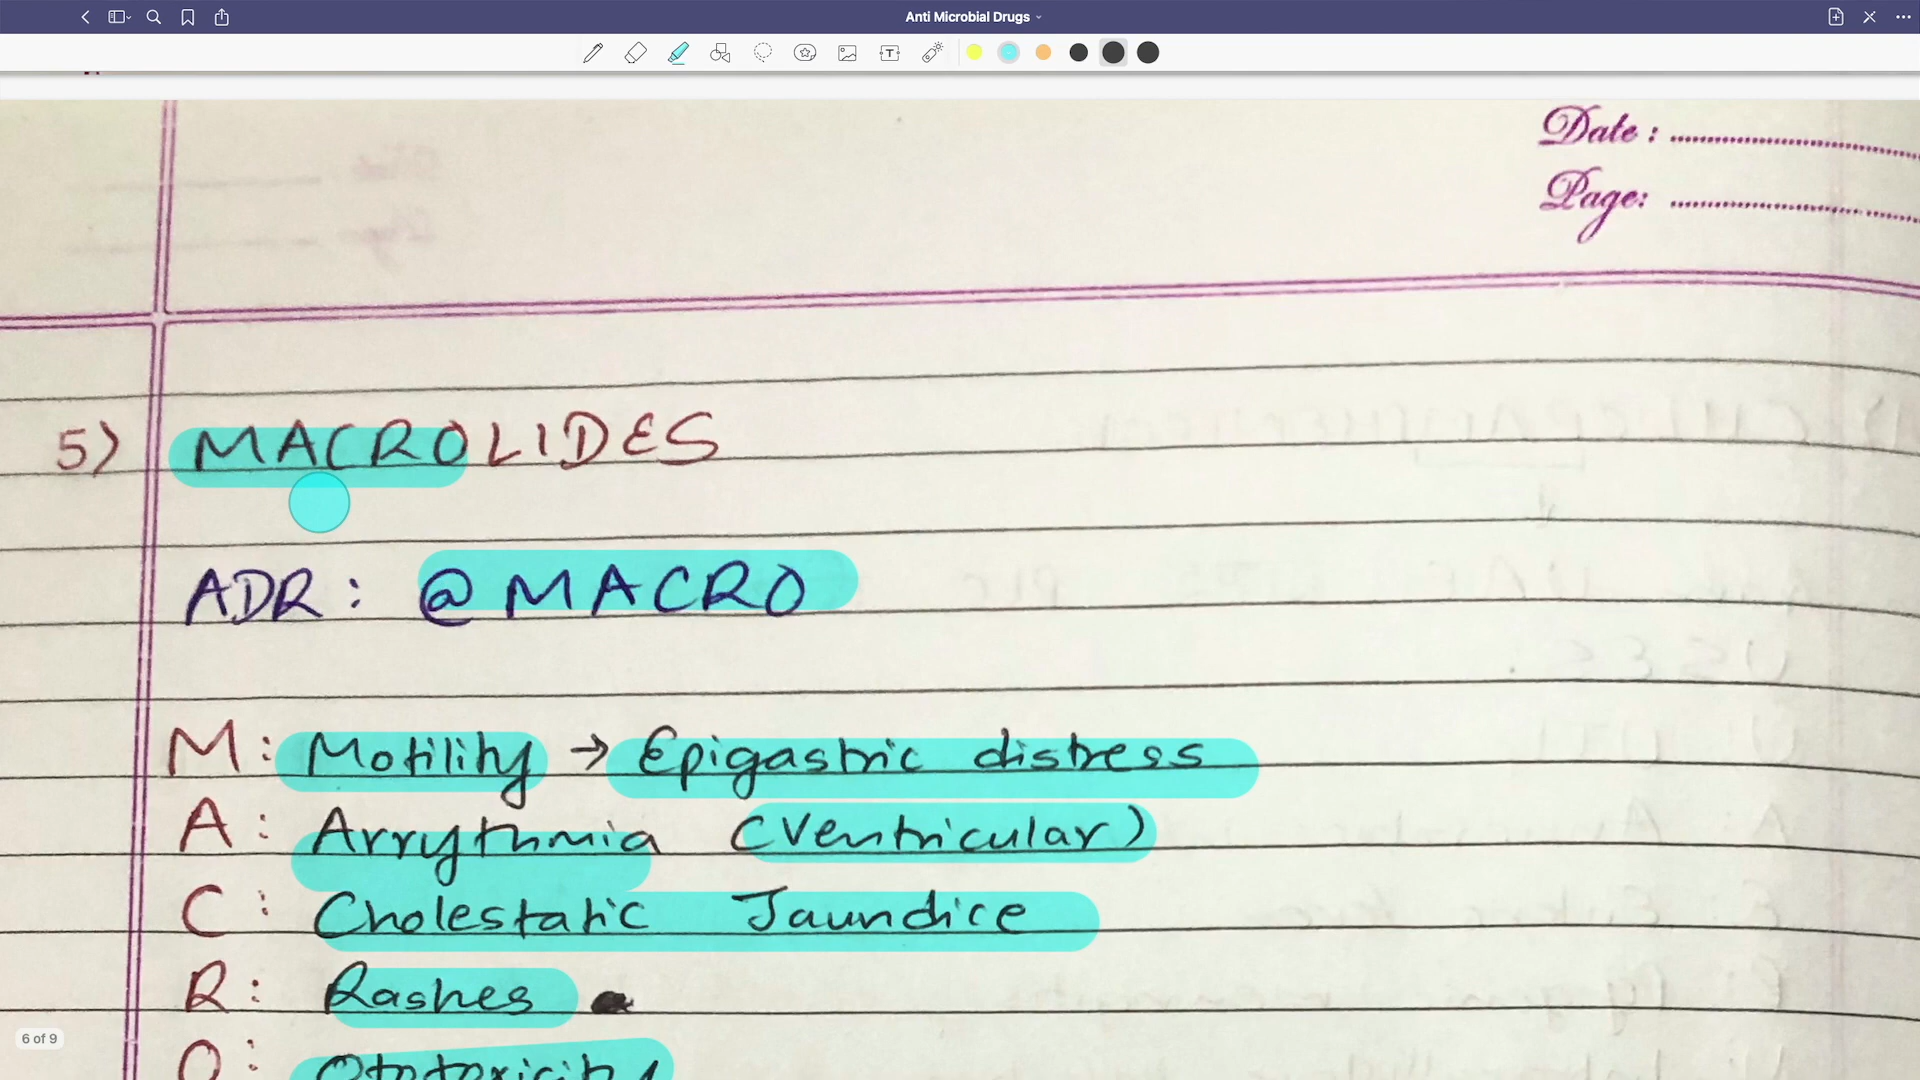 Anti Microbial Drugs
Date :
Page:
5) MACROLIDES
ADR : @ MACRO
M : Motility → Epigastric distress
A : Arrythmia (Ventricular)
C : Cholestatic Jaundice
R : Rashes
O : Ototoxicity
6 of 9